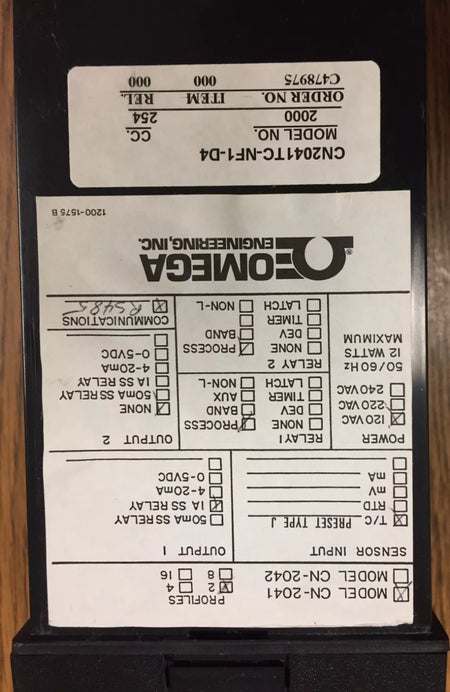 MODEL CN-2041
MODEL CN-2042
PROFILES
2 4
8 16
SENSOR INPUT
T/C PRESET TYPE J
RTD
mV
mA
OUTPUT 1
50mA SS RELAY
1A SS RELAY
4-20mA
0-5VDC
POWER
120 VAC
220 VAC
240 VAC
50/60Hz
12 WATTS
MAXIMUM
RELAY 1
NONE PROCESS
DEV BAND
TIMER AUX
LATCH NON-L
RELAY 2
NONE PROCESS
DEV BAND
TIMER
LATCH NON-L
OUTPUT 2
NONE
50mA SS RELAY
1A SS RELAY
4-20mA
0-5VDC
COMMUNICATIONS
RS485
OMEGA®
ENGINEERING, INC.
1200-1575 B
CN2041TC-NF1-D4
MODEL NO. CC.
2000 254
ORDER NO. ITEM REL.
C478975 000 000